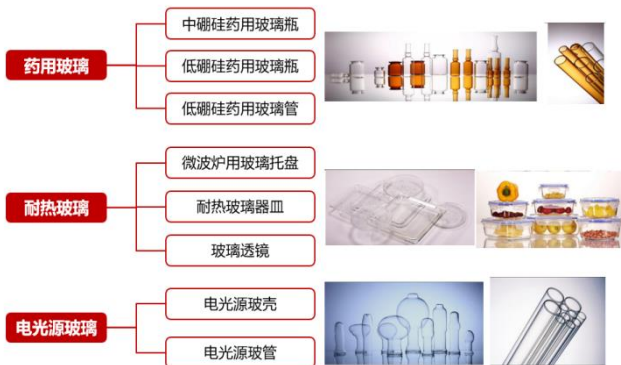 药用玻璃
中硼硅药用玻璃瓶
低硼硅药用玻璃瓶
低硼硅药用玻璃管
耐热玻璃
微波炉用玻璃托盘
耐热玻璃器皿
玻璃透镜
电光源玻璃
电光源玻壳
电光源玻管